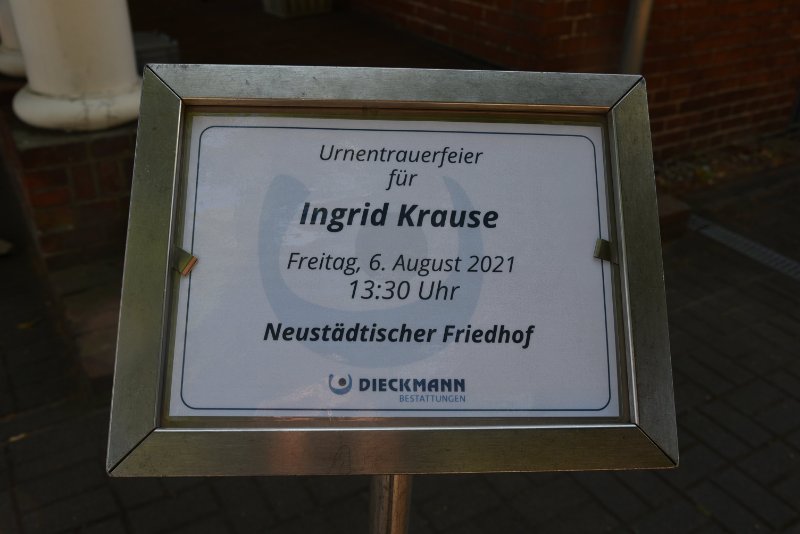 Urnentrauerfeier
für
Ingrid Krause
Freitag, 6. August 2021
13:30 Uhr
Neustädtischer Friedhof
DIECKMANN
BESTATTUNGEN